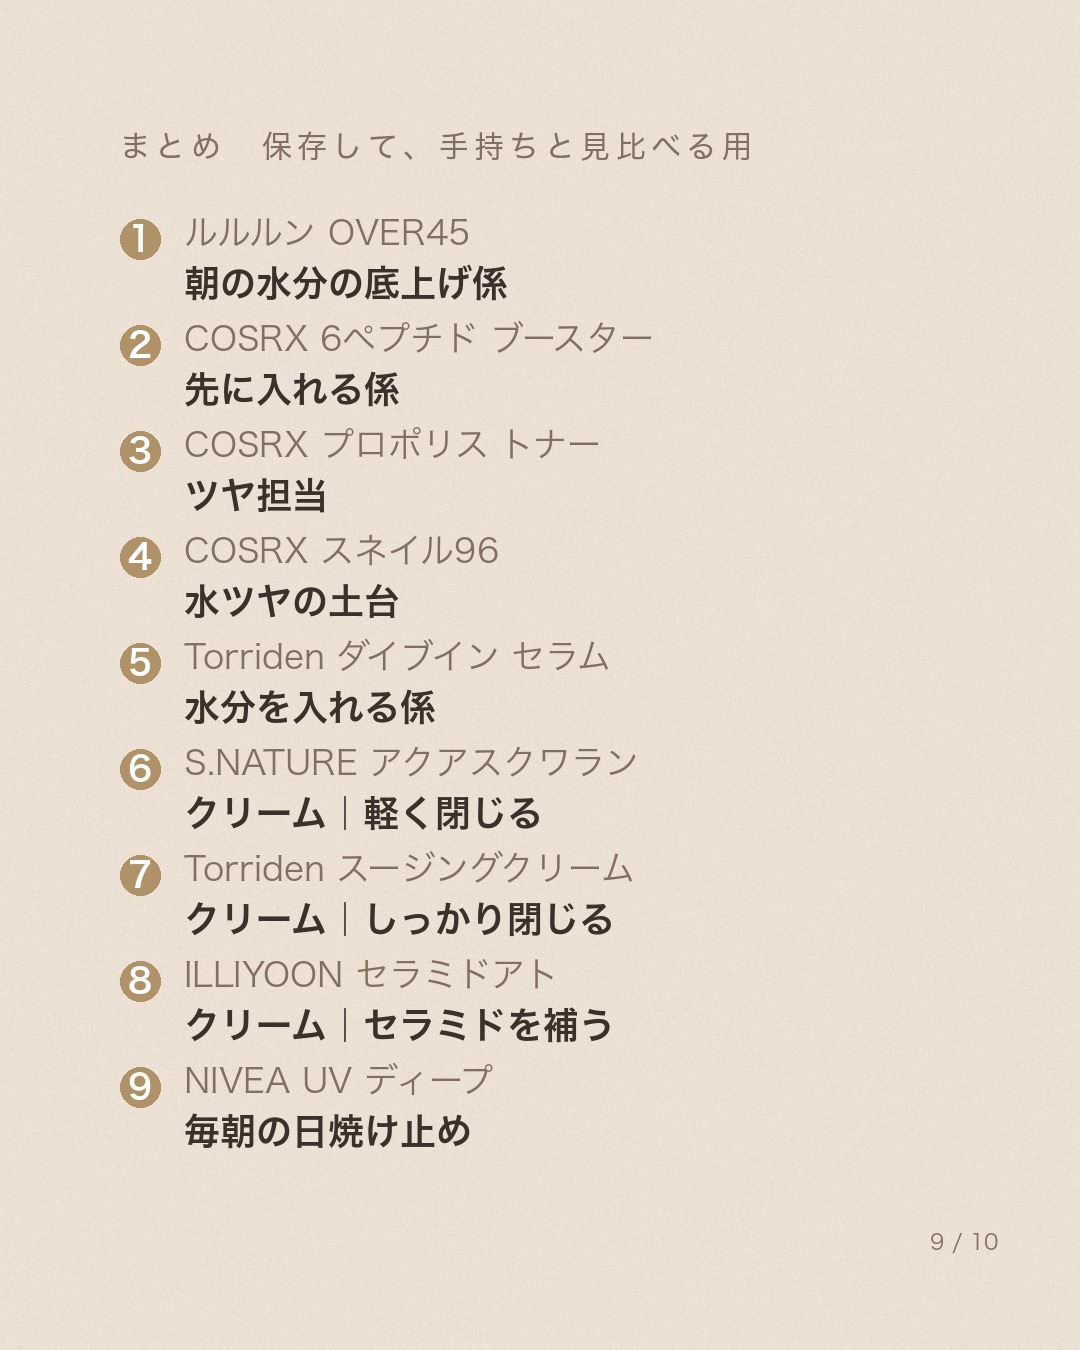 まとめ　保存して、手持ちと見比べる用
1 ルルルン OVER45
朝の水分の底上げ係
2 COSRX 6ペプチド ブースター
先に入れる係
3 COSRX プロポリス トナー
ツヤ担当
4 COSRX スネイル96
水ツヤの土台
5 Torriden ダイブイン セラム
水分を入れる係
6 S.NATURE アクアスクワラン
クリーム｜軽く閉じる
7 Torriden スージングクリーム
クリーム｜しっかり閉じる
8 ILLIYOON セラミドアト
クリーム｜セラミドを補う
9 NIVEA UV ディープ
毎朝の日焼け止め
9 / 10